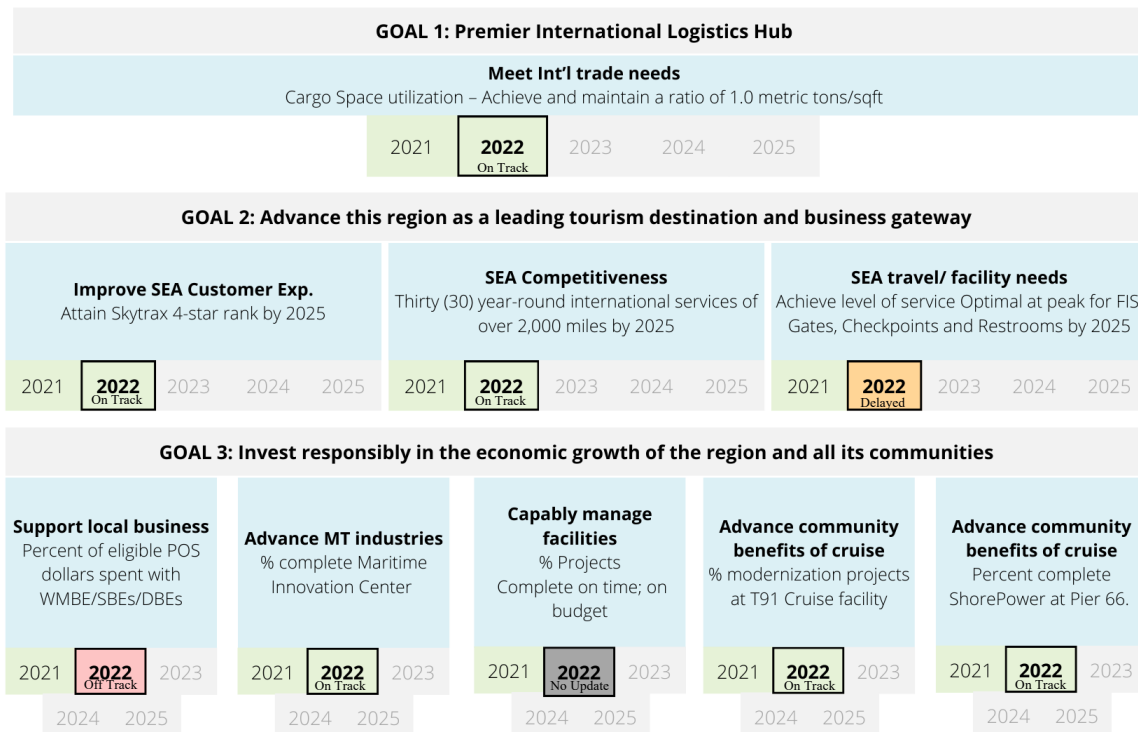 GOAL 1: Premier International Logistics Hub
Meet Int’l trade needs
Cargo Space utilization – Achieve and maintain a ratio of 1.0 metric tons/sqft
2021 2022 2023 2024 2025
On Track
GOAL 2: Advance this region as a leading tourism destination and business gateway
Improve SEA Customer Exp.
Attain Skytrax 4-star rank by 2025
2021 2022 2023 2024 2025
On Track
SEA Competitiveness
Thirty (30) year-round international services of
over 2,000 miles by 2025
2021 2022 2023 2024 2025
On Track
SEA travel/ facility needs
Achieve level of service Optimal at peak for FIS
Gates, Checkpoints and Restrooms by 2025
2021 2022 2023 2024 2025
Delayed
GOAL 3: Invest responsibly in the economic growth of the region and all its communities
Support local business
Percent of eligible POS
dollars spent with
WMBE/SBEs/DBEs
2021 2022 2023
Off Track
2024 2025
Advance MT industries
% complete Maritime
Innovation Center
2021 2022 2023
On Track
2024 2025
Capably manage
facilities
% Projects
Complete on time; on
budget
2021 2022 2023
No Update
2024 2025
Advance community
benefits of cruise
% modernization projects
at T91 Cruise facility
2021 2022 2023
On Track
2024 2025
Advance community
benefits of cruise
Percent complete
ShorePower at Pier 66.
2021 2022 2023
On Track
2024 2025